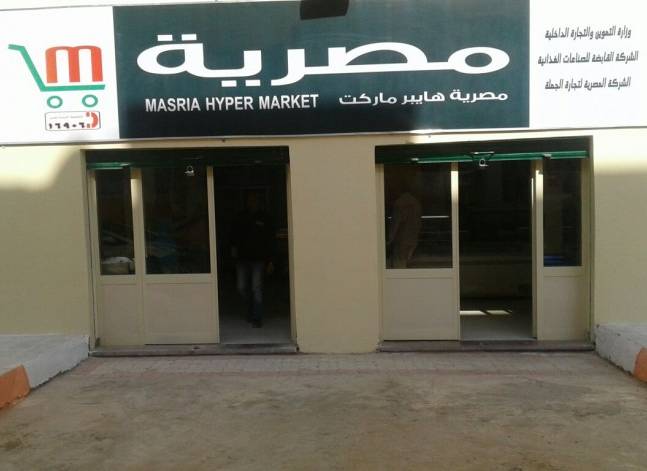 m
١٦٩٠٦
مصرية
MASRIA HYPER MARKET
مصرية هايبر ماركت
وزارة التموين والتجارة الداخلية
الشركة القابضة للصناعات الغذائية
الشركة المصرية لتجارة الجملة